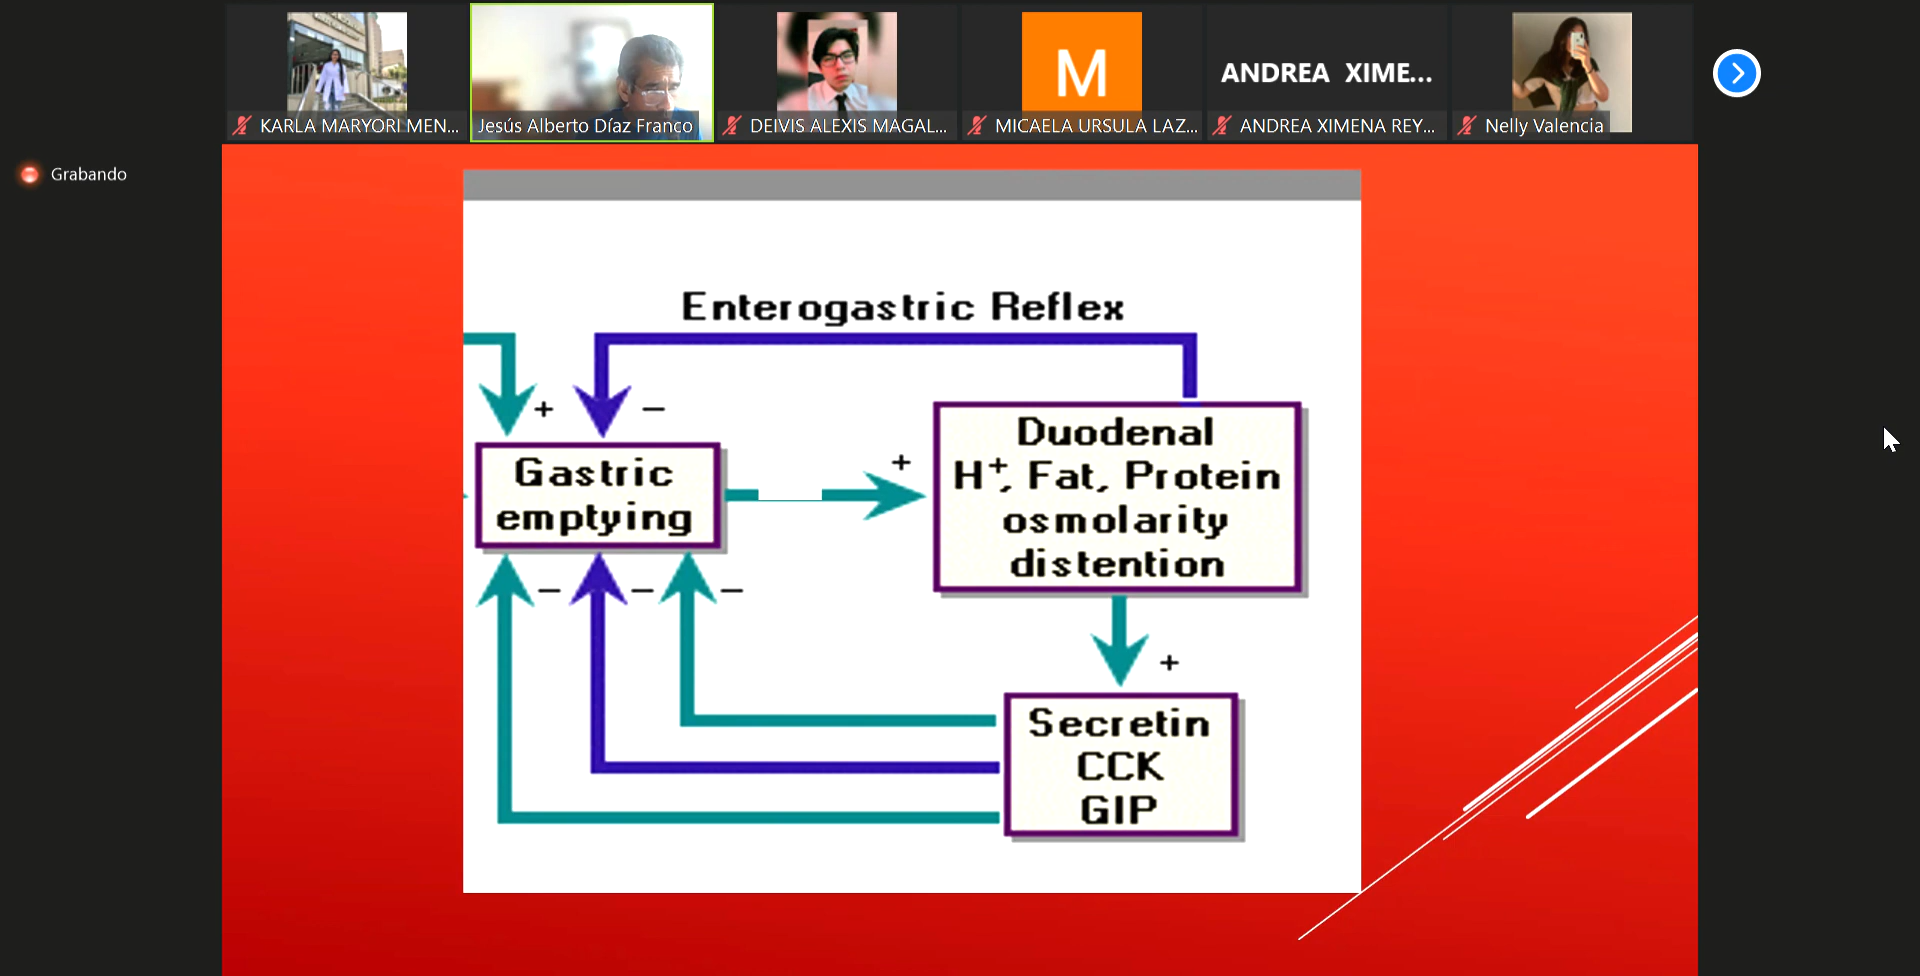 ANDREA XIME...
M
KARLA MARYORI MEN...
Jesús Alberto Díaz Franco
DEIVIS ALEXIS MAGAL...
MICAELA URSULA LAZ...
ANDREA XIMENA REY...
Nelly Valencia
Grabando
Enterogastric Reflex
+
−
Gastric
emptying
+
Duodenal
H⁺, Fat, Protein
osmolarity
distention
− − −
+
Secretin
CCK
GIP